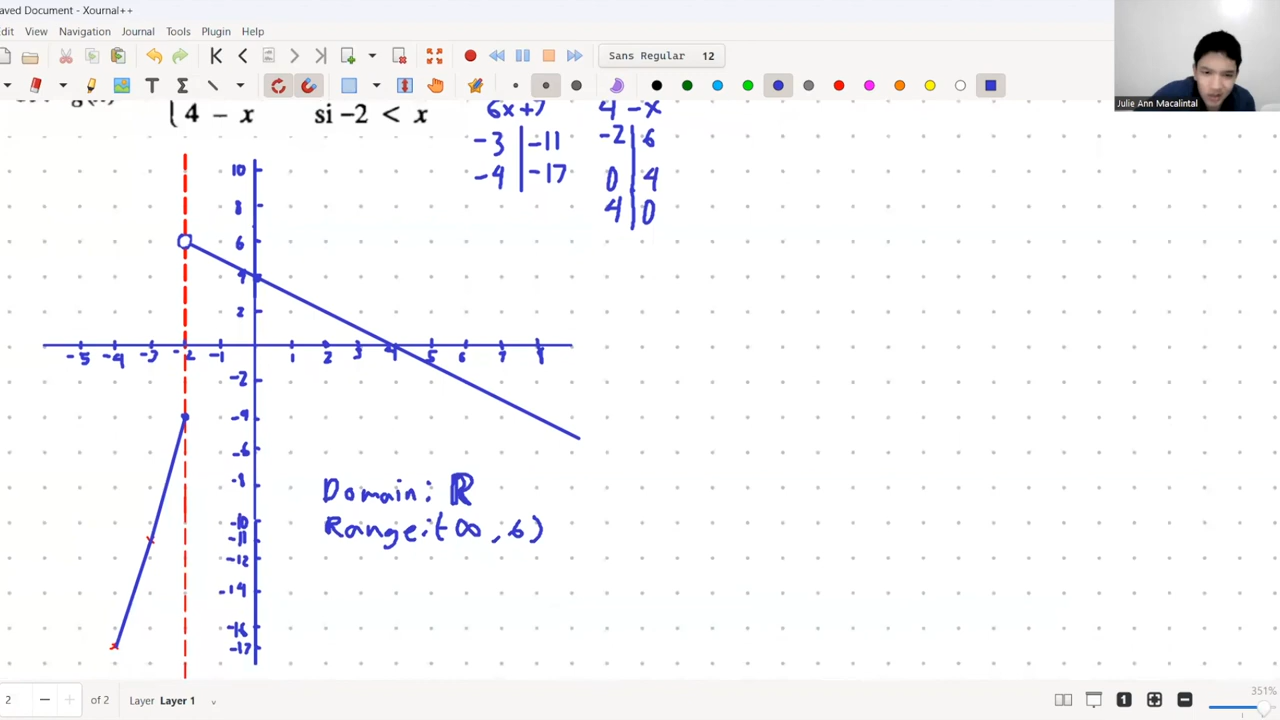 aved Document - Xournal++
dit View Navigation Journal Tools Plugin Help
Sans Regular 12
Julie Ann Macalintal
{ 4 - x si -2 < x
6x+7
-3 | -11
-4 | -17
4 - x
-2 | 6
0 | 4
4 | 0
10
8
6
4
2
-5 -4 -3 -2 -1 1 2 3 4 5 6 7 8
-2
-4
-6
-8
-10
-11
-12
-14
-16
-17
Domain: ℝ
Range: (-∞, 6)
2 of 2 Layer Layer 1
351%